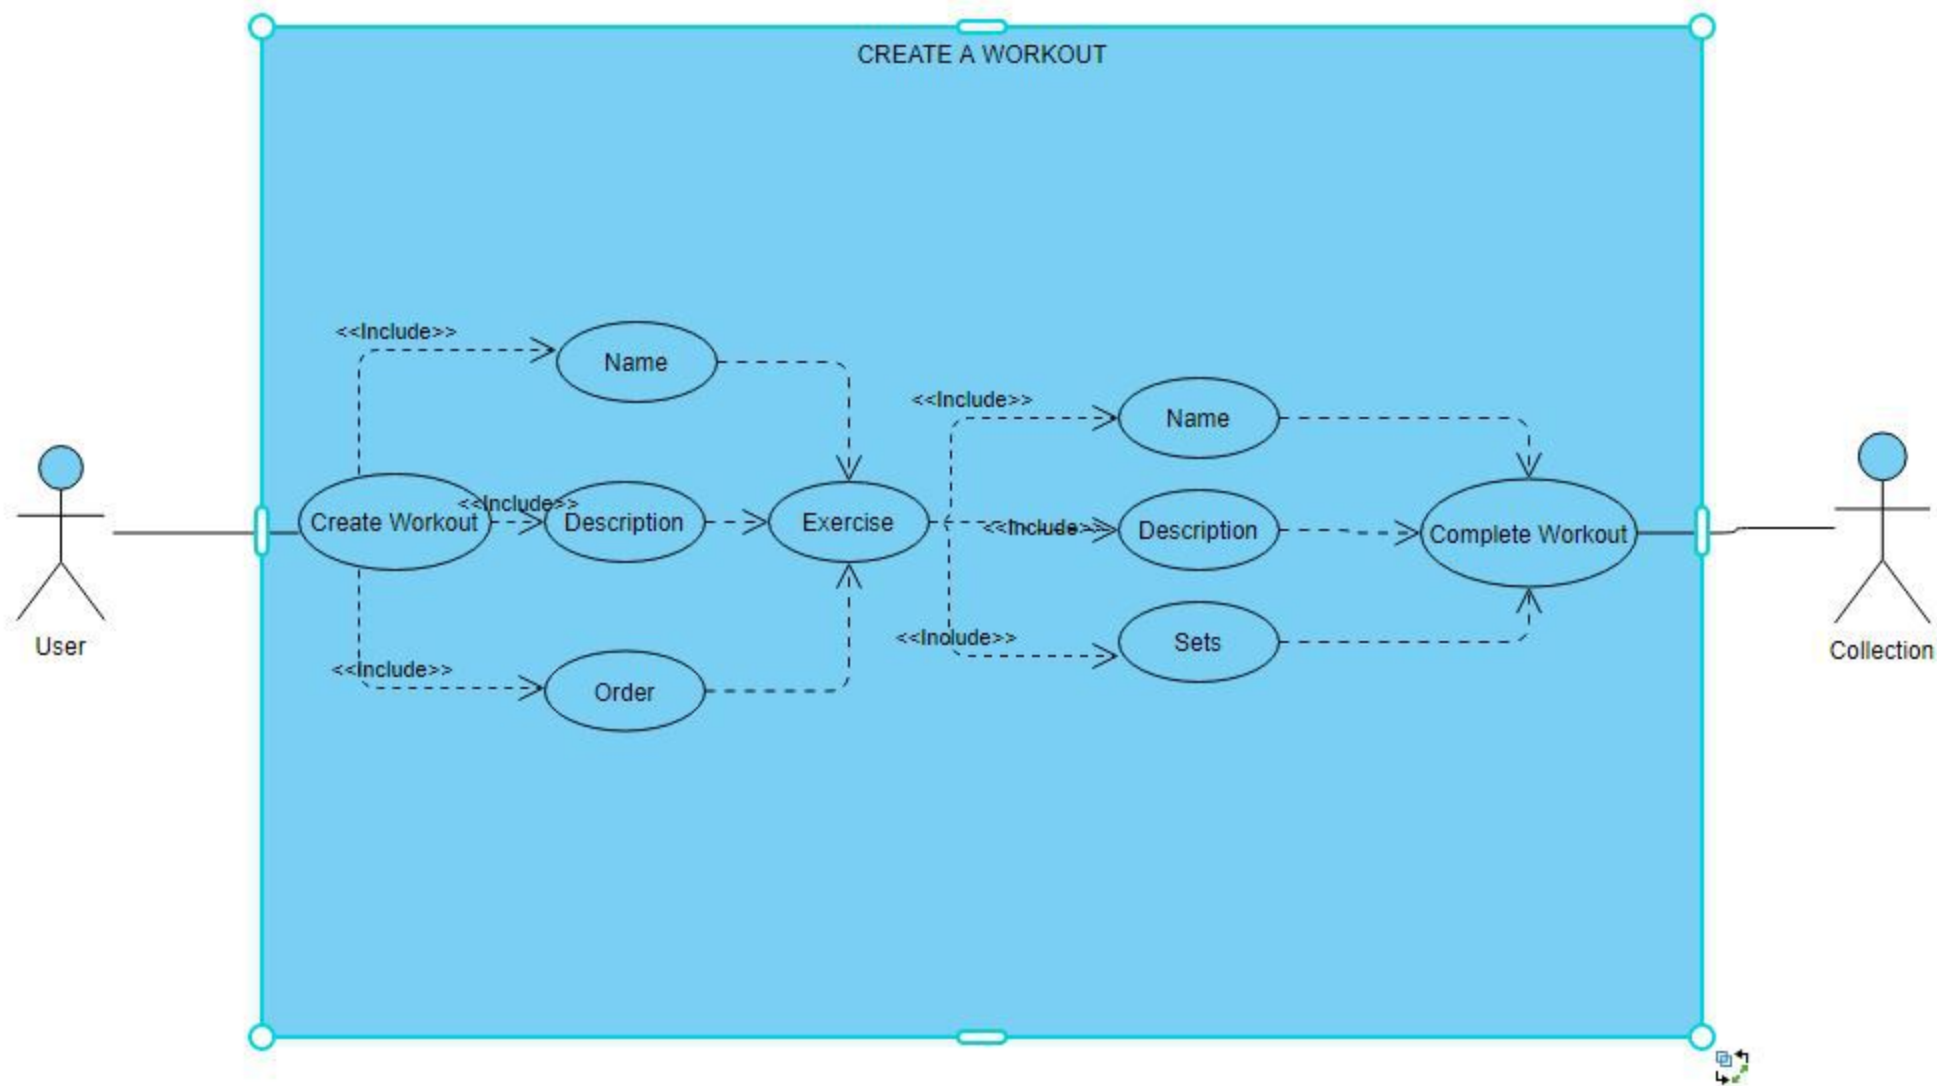 CREATE A WORKOUT
<<Include>>
Name
<<Include>>
Name
Create Workout
<<Include>>
Description
Exercise
<<Include>>
Description
Complete Workout
<<Include>>
Sets
User
Collection
<<Include>>
Order